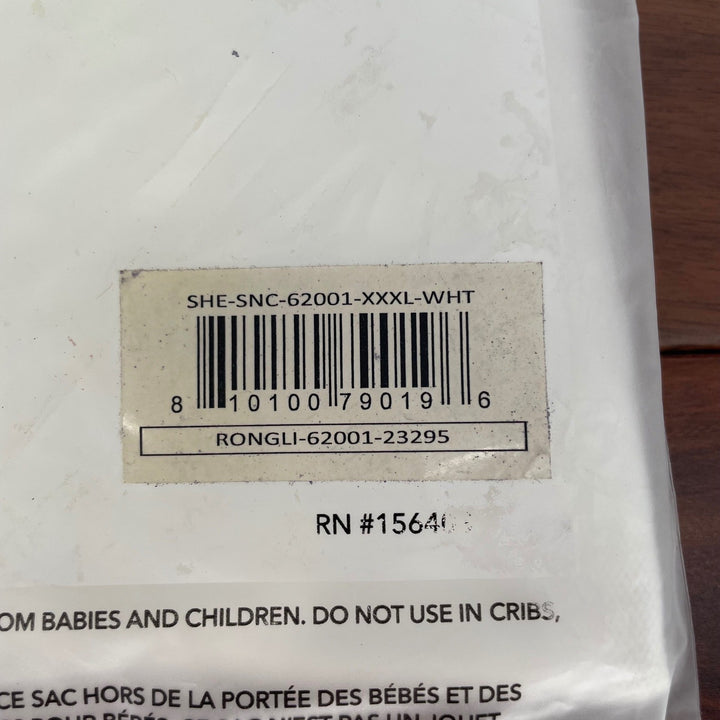 SHE-SNC-62001-XXXL-WHT
8 10100 79019 6
RONGLI-62001-23295
RN
BABIES AND CHILDREN. DO NOT USE IN CRIBS,
CE SAC HORS DE LA PORTÉE DES BÉBÉS ET DES